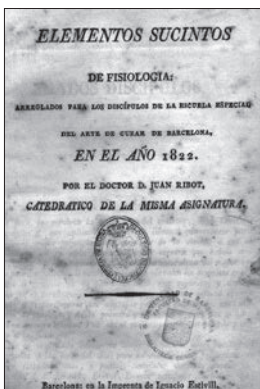 ELEMENTOS SUCINTOS
DE FISIOLOGIA:
ARREGLADOS PARA LOS DISCÍPULOS DE LA ESCUELA ESPECIAL
DEL ARTE DE CURAR DE BARCELONA,
EN EL AÑO 1822.
POR EL DOCTOR D. JUAN RIBOT,
CATEDRATICO DE LA MISMA ASIGNATURA.
Barcelona: en la Imprenta de Ignacio Estivill.